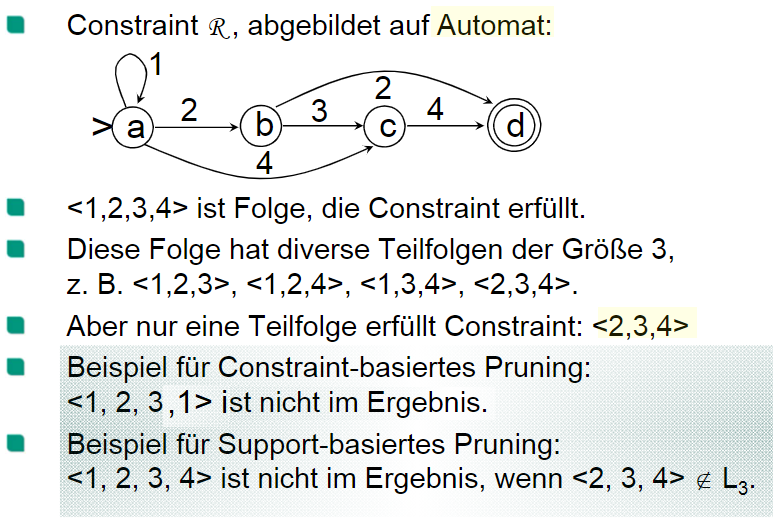 Constraint ℛ, abgebildet auf Automat:
1
2
2
3
4
> a
b
c
d
4
<1,2,3,4> ist Folge, die Constraint erfüllt.
Diese Folge hat diverse Teilfolgen der Größe 3,
z. B. <1,2,3>, <1,2,4>, <1,3,4>, <2,3,4>.
Aber nur eine Teilfolge erfüllt Constraint: <2,3,4>
Beispiel für Constraint-basiertes Pruning:
<1, 2, 3,1> ist nicht im Ergebnis.
Beispiel für Support-basiertes Pruning:
<1, 2, 3, 4> ist nicht im Ergebnis, wenn <2, 3, 4> ∉ L₃.